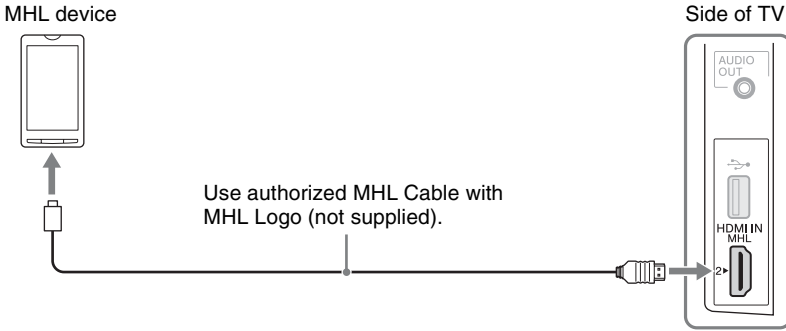 MHL device
Side of TV
AUDIO
OUT
Use authorized MHL Cable with
MHL Logo (not supplied).
HDMI IN
MHL
2